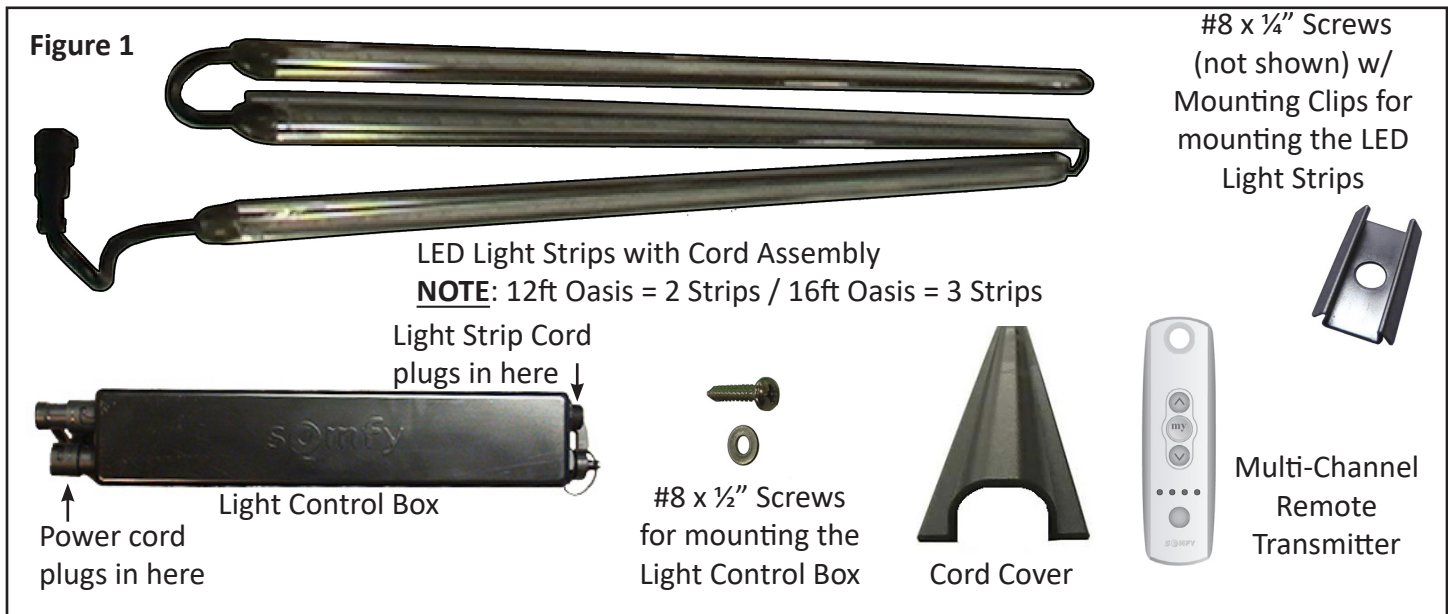 Figure 1
#8 x ¼” Screws
(not shown) w/
Mounting Clips for
mounting the LED
Light Strips
LED Light Strips with Cord Assembly
NOTE: 12ft Oasis = 2 Strips / 16ft Oasis = 3 Strips
Light Strip Cord
plugs in here
somfy
Light Control Box
Power cord
plugs in here
#8 x ½” Screws
for mounting the
Light Control Box
Cord Cover
my
somfy
Multi-Channel
Remote
Transmitter